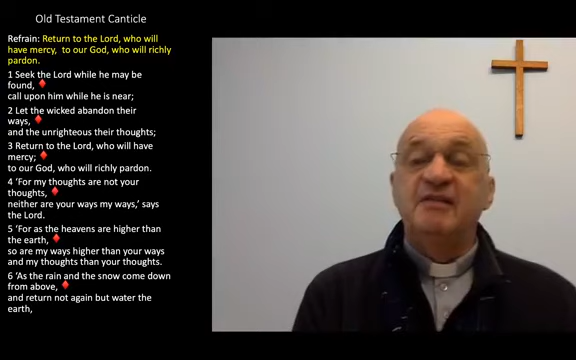 Old Testament Canticle
Refrain: Return to the Lord, who will
have mercy,  to our God, who will richly
pardon.
1 Seek the Lord while he may be
found, ♦
call upon him while he is near;
2 Let the wicked abandon their
ways, ♦
and the unrighteous their thoughts;
3 Return to the Lord, who will have
mercy; ♦
to our God, who will richly pardon.
4 ‘For my thoughts are not your
thoughts, ♦
neither are your ways my ways,’ says
the Lord.
5 ‘For as the heavens are higher than
the earth, ♦
so are my ways higher than your ways
and my thoughts than your thoughts.
6 ‘As the rain and the snow come down
from above, ♦
and return not again but water the
earth,